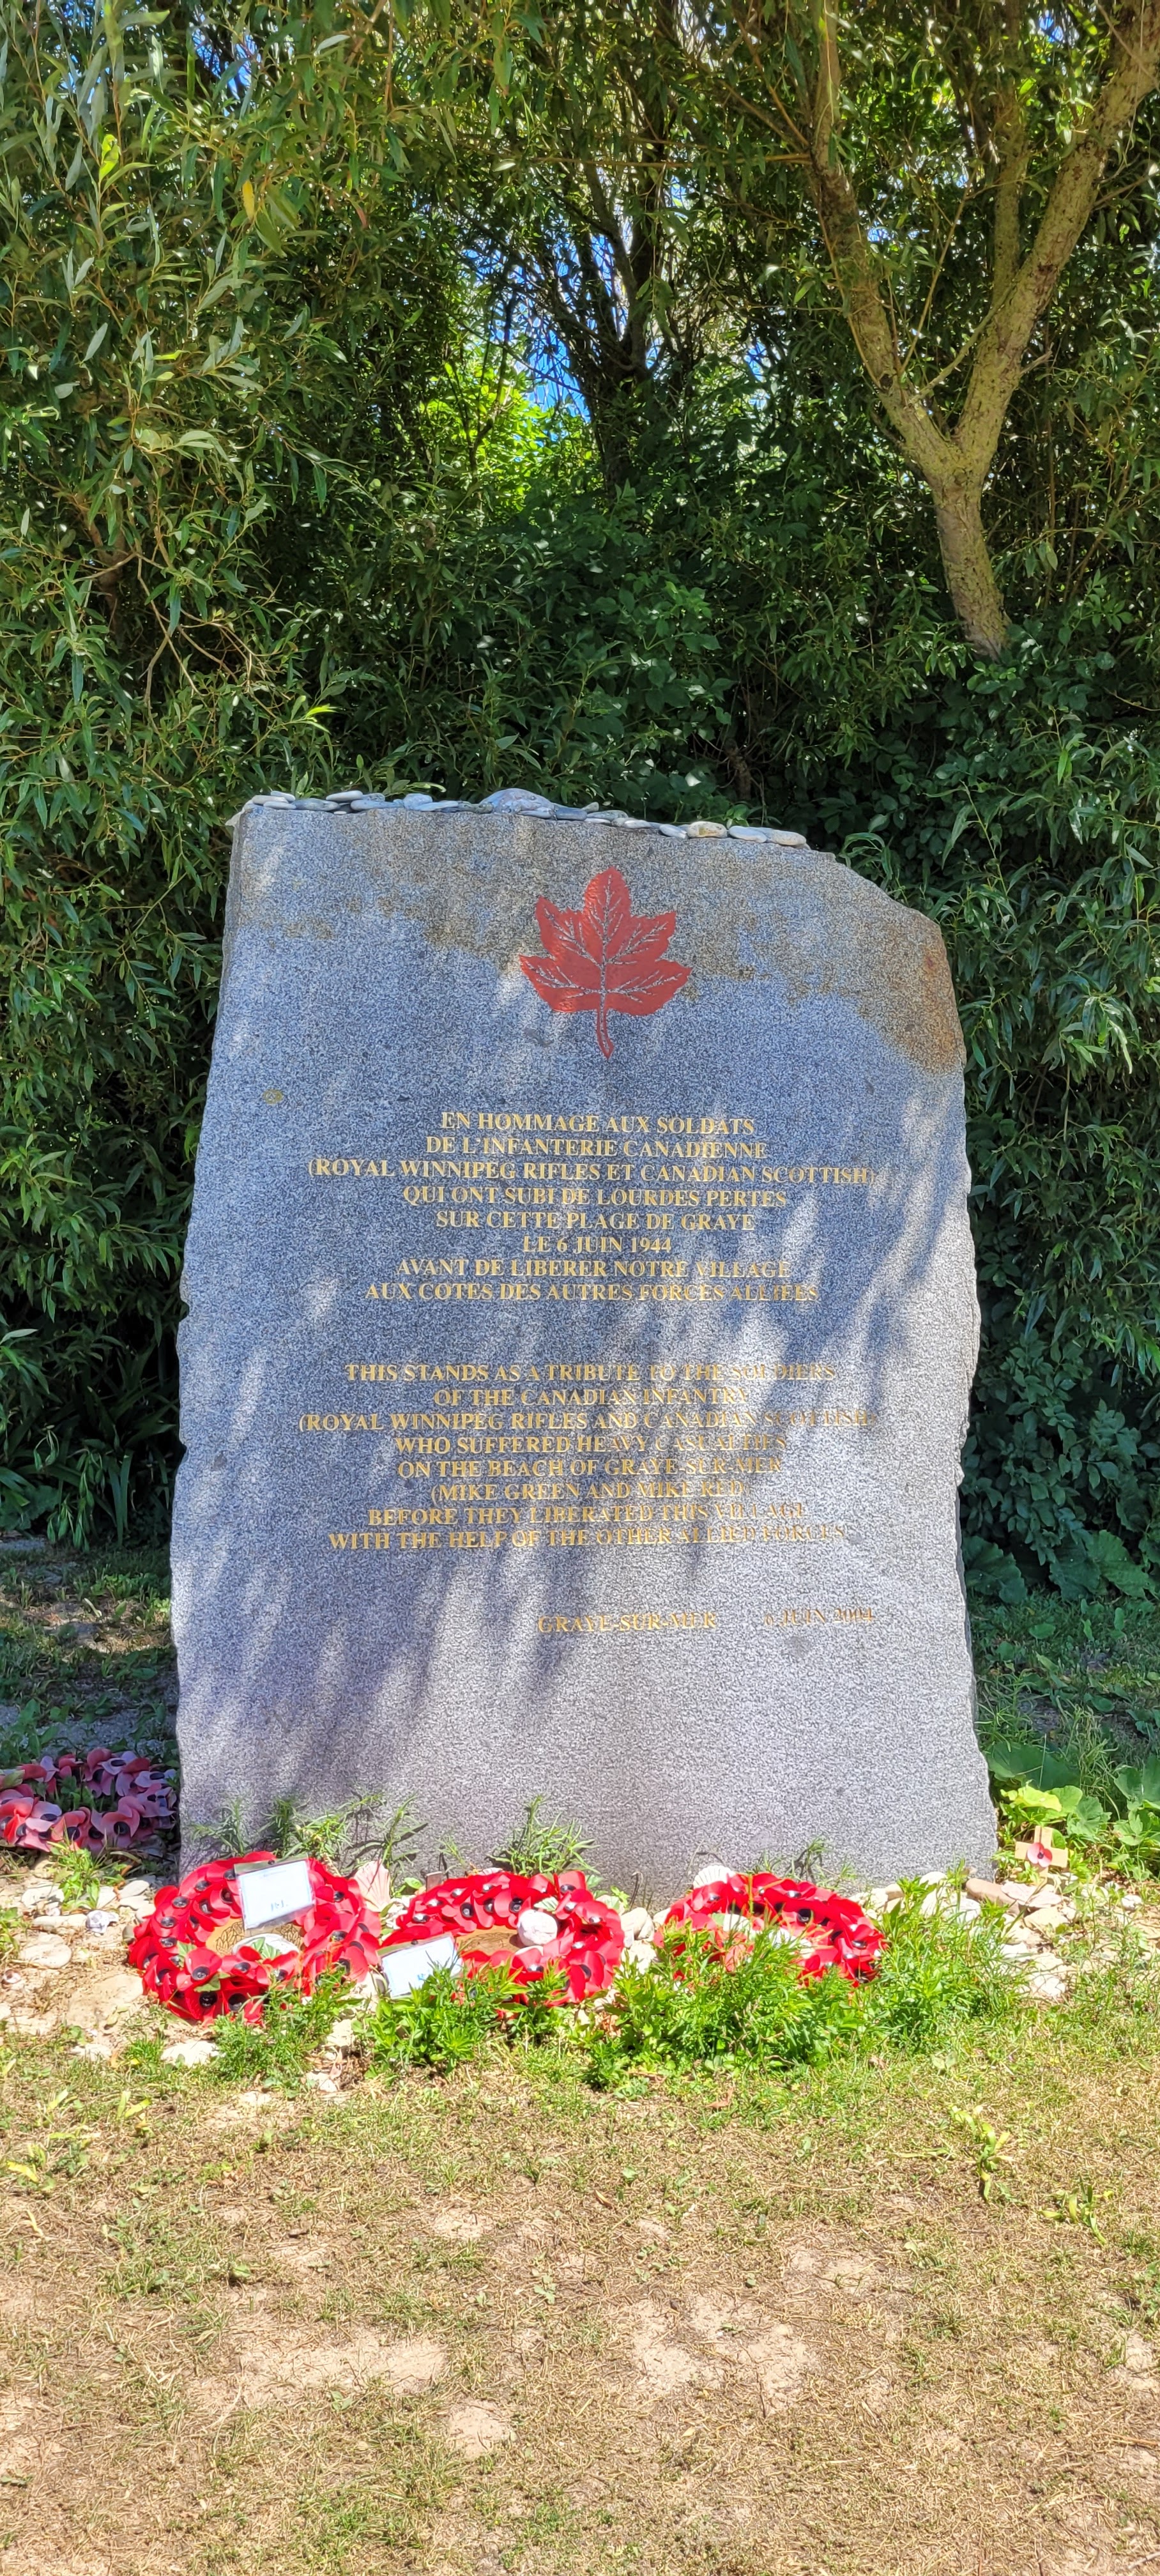 EN HOMMAGE AUX SOLDATS
DE L'INFANTERIE CANADIENNE
(ROYAL WINNIPEG RIFLES ET CANADIAN SCOTTISH)
QUI ONT SUBI DE LOURDES PERTES
SUR CETTE PLAGE DE GRAYE
LE 6 JUIN 1944
AVANT DE LIBERER NOTRE VILLAGE
AUX COTES DES AUTRES FORCES ALLIEES
THIS STANDS AS A TRIBUTE TO THE SOLDIERS
OF THE CANADIAN INFANTRY
(ROYAL WINNIPEG RIFLES AND CANADIAN SCOTTISH)
WHO SUFFERED HEAVY CASUALTIES
ON THE BEACH OF GRAYE-SUR-MER
(MIKE GREEN AND MIKE RED)
BEFORE THEY LIBERATED THIS VILLAGE
WITH THE HELP OF THE OTHER ALLIED FORCES
GRAYE-SUR-MER 6 JUIN 2004